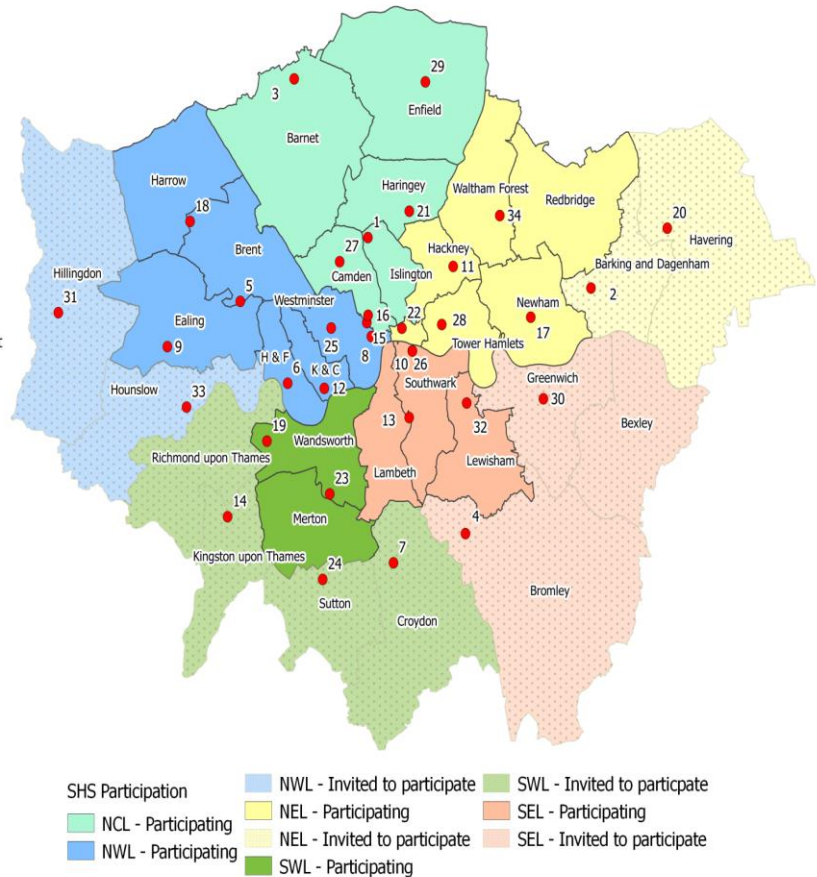 29
3
Enfield
Barnet
Harrow
Haringey
Waltham Forest
Redbridge
18
21
34
20
1
Brent
27
Hackney
Havering
Camden
Islington
11
Hillingdon
Barking and Dagenham
5
2
31
Westminster
Newham
16
22
28
Ealing
15
17
25
Tower Hamlets
9
8
10
26
H & F
K & C
Southwark
Greenwich
6
12
Hounslow
33
30
13
32
Bexley
19
Wandsworth
Richmond upon Thames
Lambeth
Lewisham
23
14
Merton
4
7
Kingston upon Thames
24
Sutton
Bromley
Croydon
SHS Participation
NCL - Participating
NWL - Participating
NWL - Invited to participate
NEL - Participating
NEL - Invited to participate
SWL - Participating
SWL - Invited to particpate
SEL - Participating
SEL - Invited to participate